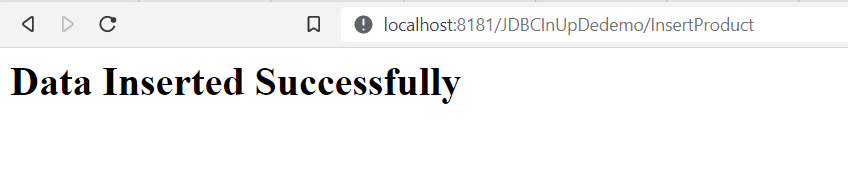 localhost:8181/JDBCInUpDedemo/InsertProduct
Data Inserted Successfully